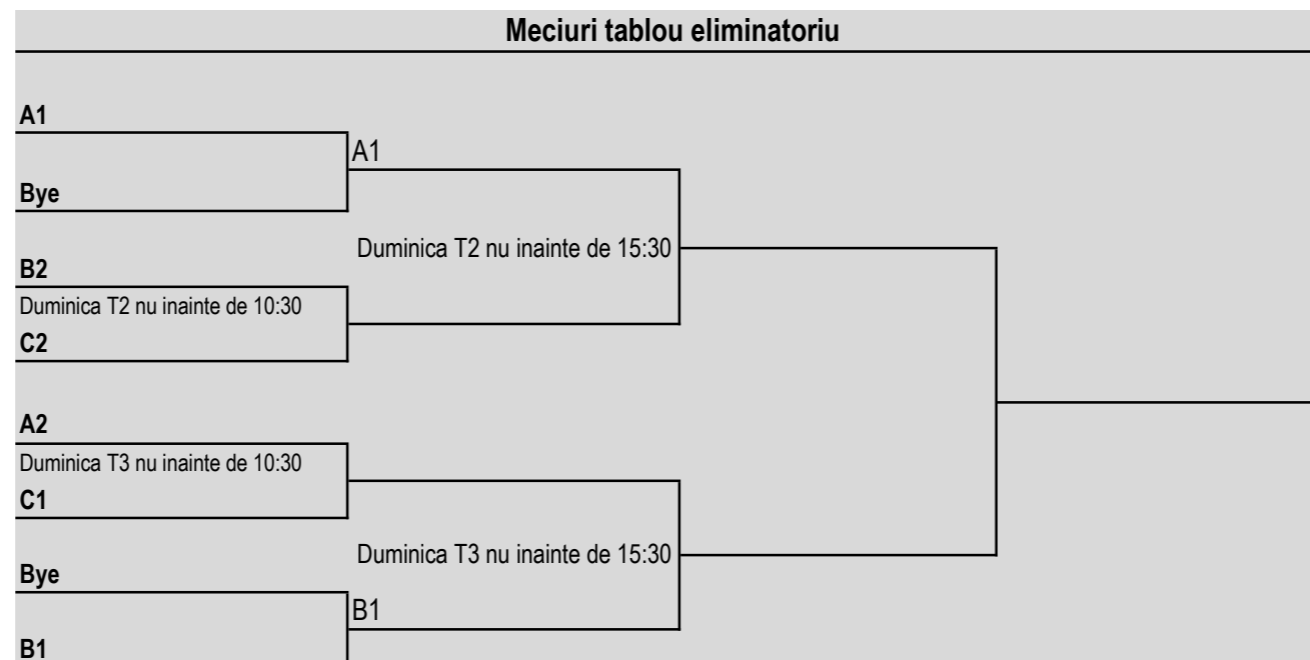 Meciuri tablou eliminatoriu
A1
A1
Bye
Duminica T2 nu inainte de 15:30
B2
Duminica T2 nu inainte de 10:30
C2
A2
Duminica T3 nu inainte de 10:30
C1
Duminica T3 nu inainte de 15:30
Bye
B1
B1